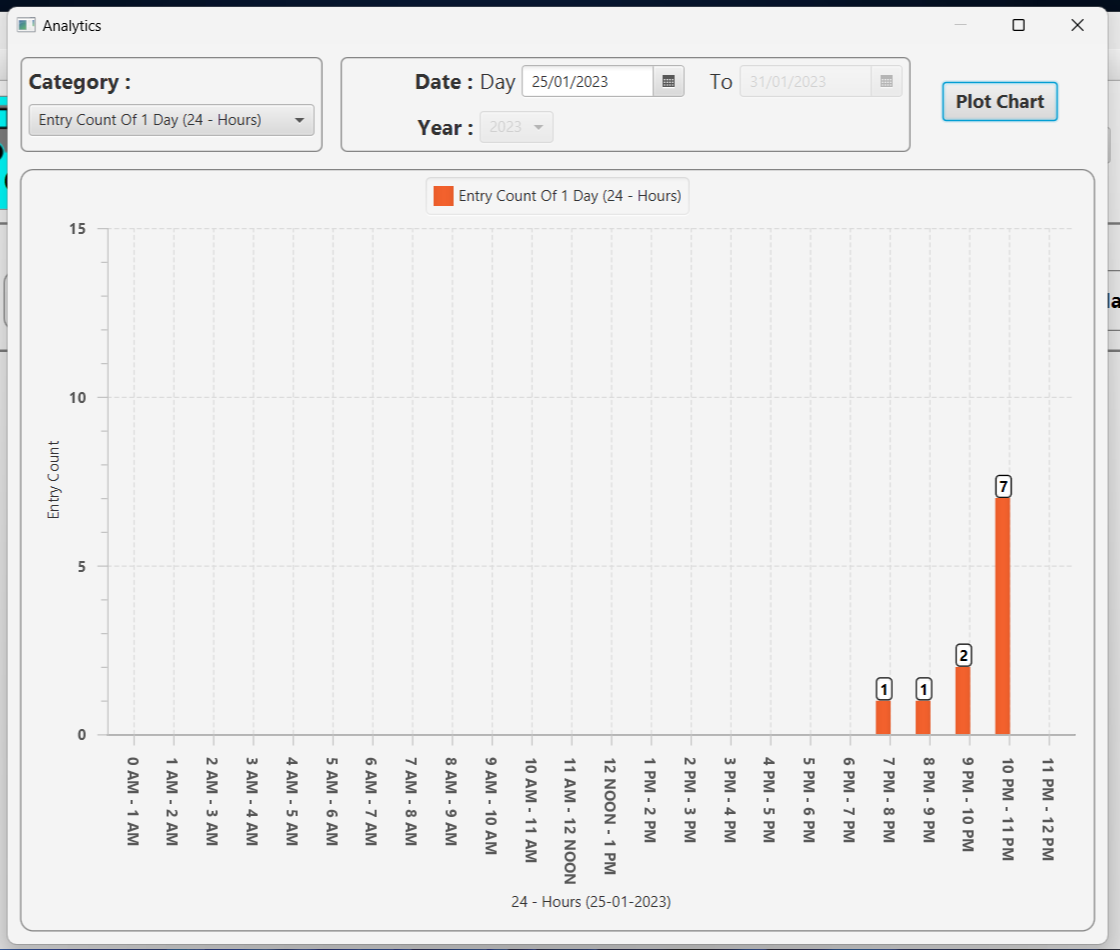 Analytics
Category :
Entry Count Of 1 Day (24 - Hours)
Date : Day 25/01/2023 To 31/01/2023
Year : 2023
Plot Chart
Entry Count Of 1 Day (24 - Hours)
15
10
5
0
Entry Count
7
2
1
1
0 AM - 1 AM
1 AM - 2 AM
2 AM - 3 AM
3 AM - 4 AM
4 AM - 5 AM
5 AM - 6 AM
6 AM - 7 AM
7 AM - 8 AM
8 AM - 9 AM
9 AM - 10 AM
10 AM - 11 AM
11 AM- 12 NOON
12 NOON - 1 PM
1 PM - 2 PM
2 PM - 3 PM
3 PM - 4 PM
4 PM - 5 PM
5 PM - 6 PM
6 PM - 7 PM
7 PM - 8 PM
8 PM - 9 PM
9 PM - 10 PM
10 PM - 11 PM
11 PM - 12 PM
24 - Hours (25-01-2023)